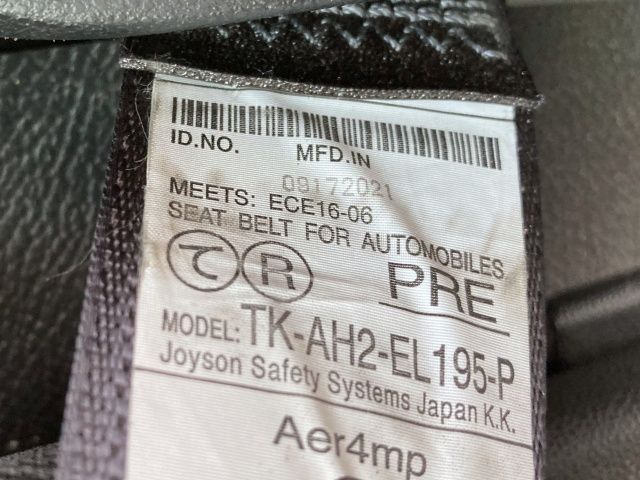 ID.NO. MFD.IN
09172021
MEETS: ECE16-06
SEAT BELT FOR AUTOMOBILES
て R PRE
MODEL: TK-AH2-EL195-P
Joyson Safety Systems Japan K.K.
Aer4mp